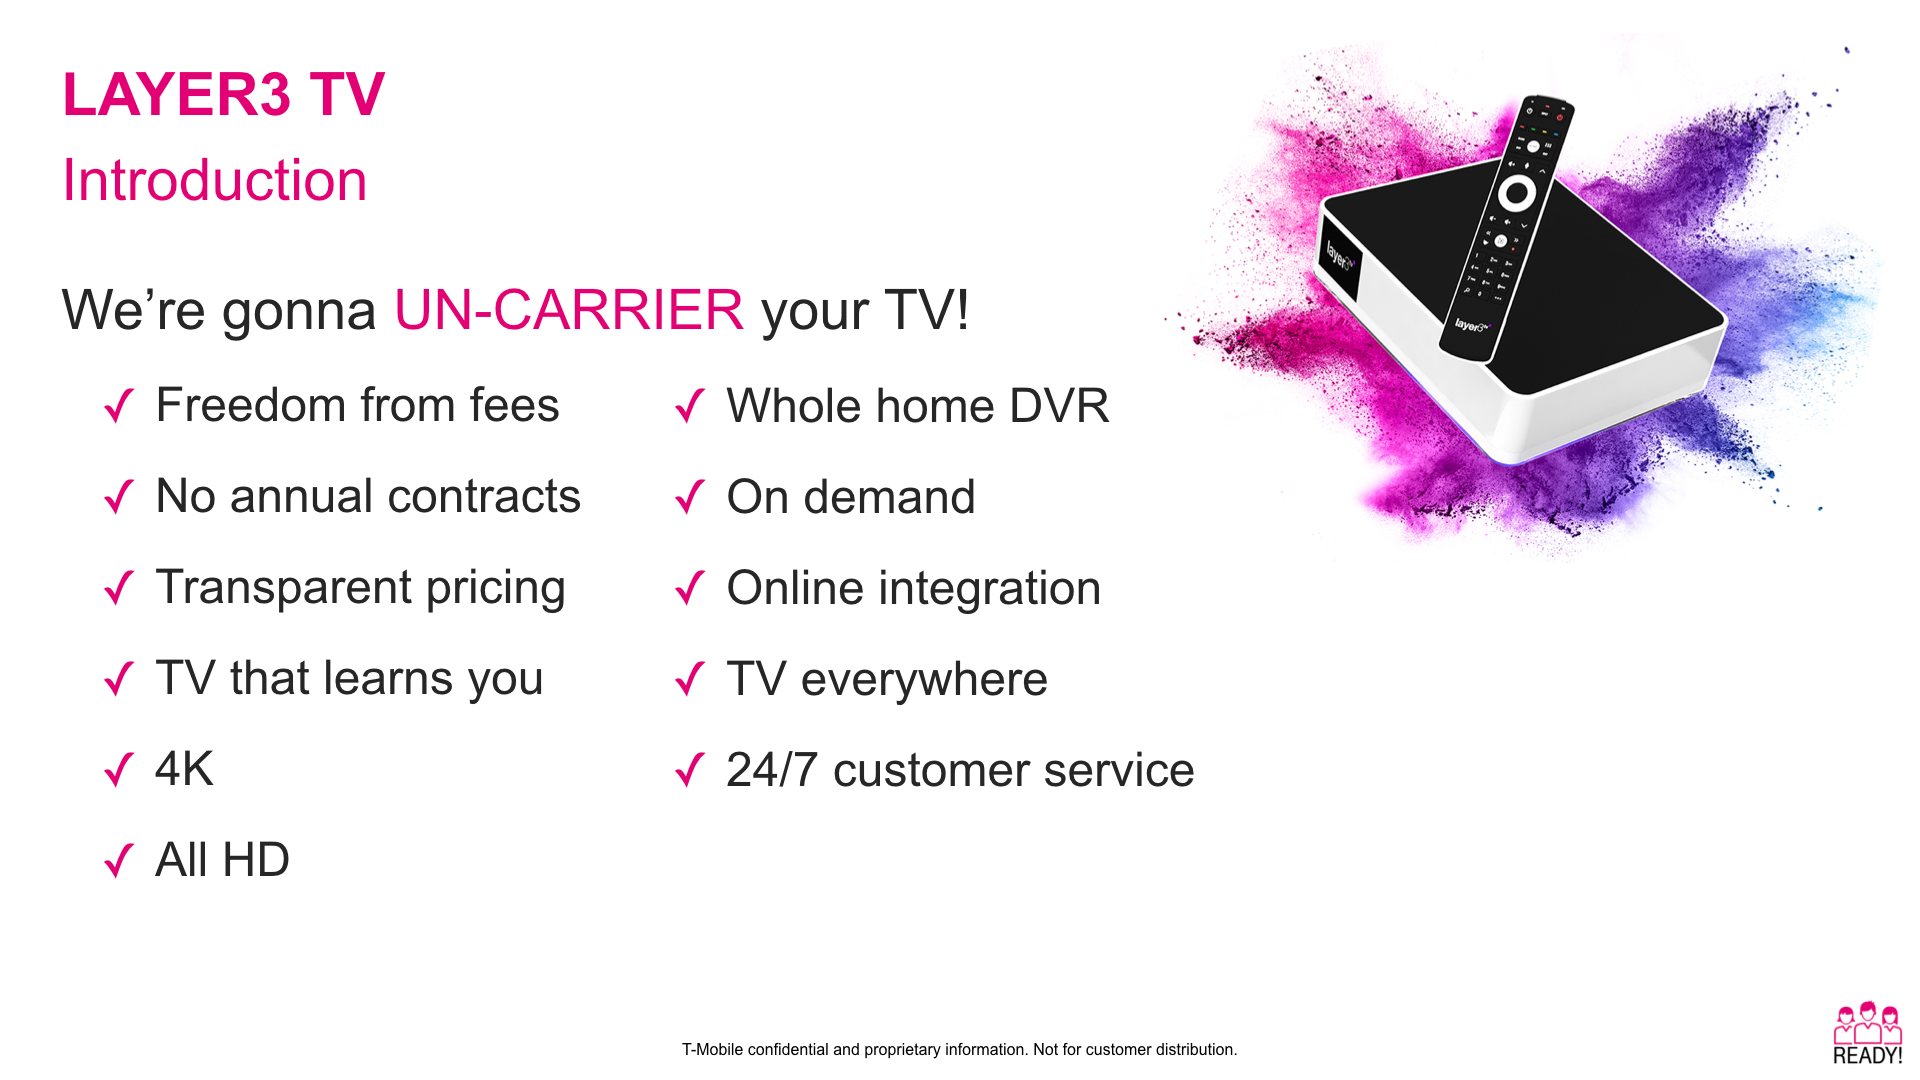 LAYER3 TV
Introduction
We’re gonna UN-CARRIER your TV!
✓ Freedom from fees
✓ No annual contracts
✓ Transparent pricing
✓ TV that learns you
✓ 4K
✓ All HD
✓ Whole home DVR
✓ On demand
✓ Online integration
✓ TV everywhere
✓ 24/7 customer service
layer3tv
layer3tv
T-Mobile confidential and proprietary information. Not for customer distribution.
READY!